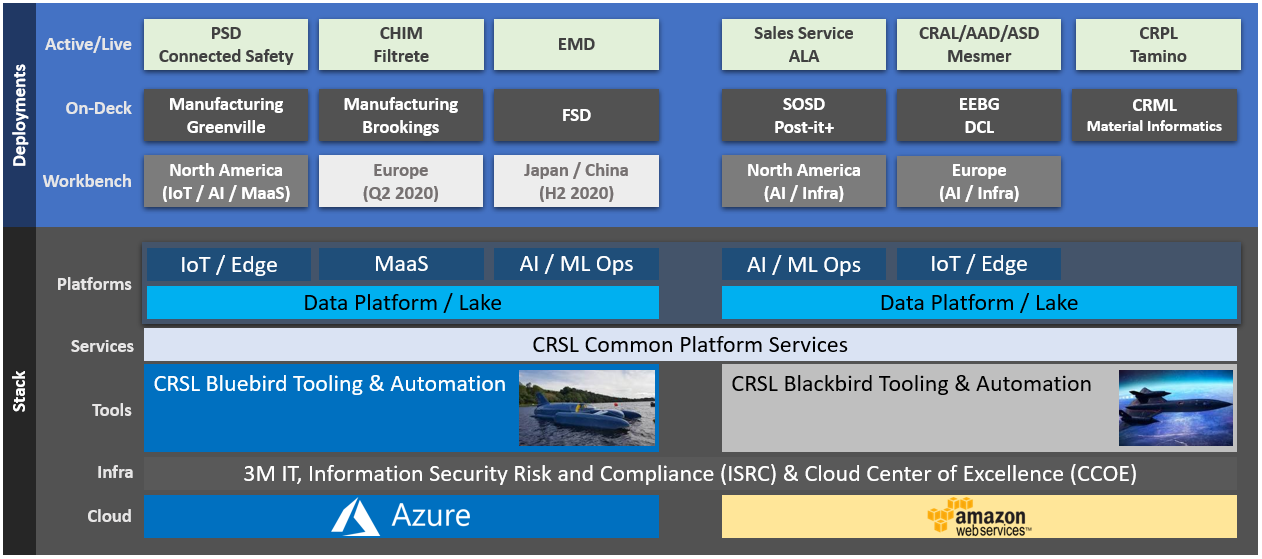 Deployments
Active/Live
PSD
Connected Safety
CHIM
Filtrete
EMD
Sales Service
ALA
CRAL/AAD/ASD
Mesmer
CRPL
Tamino
On-Deck
Manufacturing
Greenville
Manufacturing
Brookings
FSD
SOSD
Post-it+
EEBG
DCL
CRML
Material Informatics
Workbench
North America
(IoT / AI / MaaS)
Europe
(Q2 2020)
Japan / China
(H2 2020)
North America
(AI / Infra)
Europe
(AI / Infra)
Stack
Platforms
IoT / Edge
MaaS
AI / ML Ops
AI / ML Ops
IoT / Edge
Data Platform / Lake
Data Platform / Lake
Services
CRSL Common Platform Services
Tools
CRSL Bluebird Tooling & Automation
CRSL Blackbird Tooling & Automation
Infra
3M IT, Information Security Risk and Compliance (ISRC) & Cloud Center of Excellence (CCOE)
Cloud
Azure
amazon
web services™